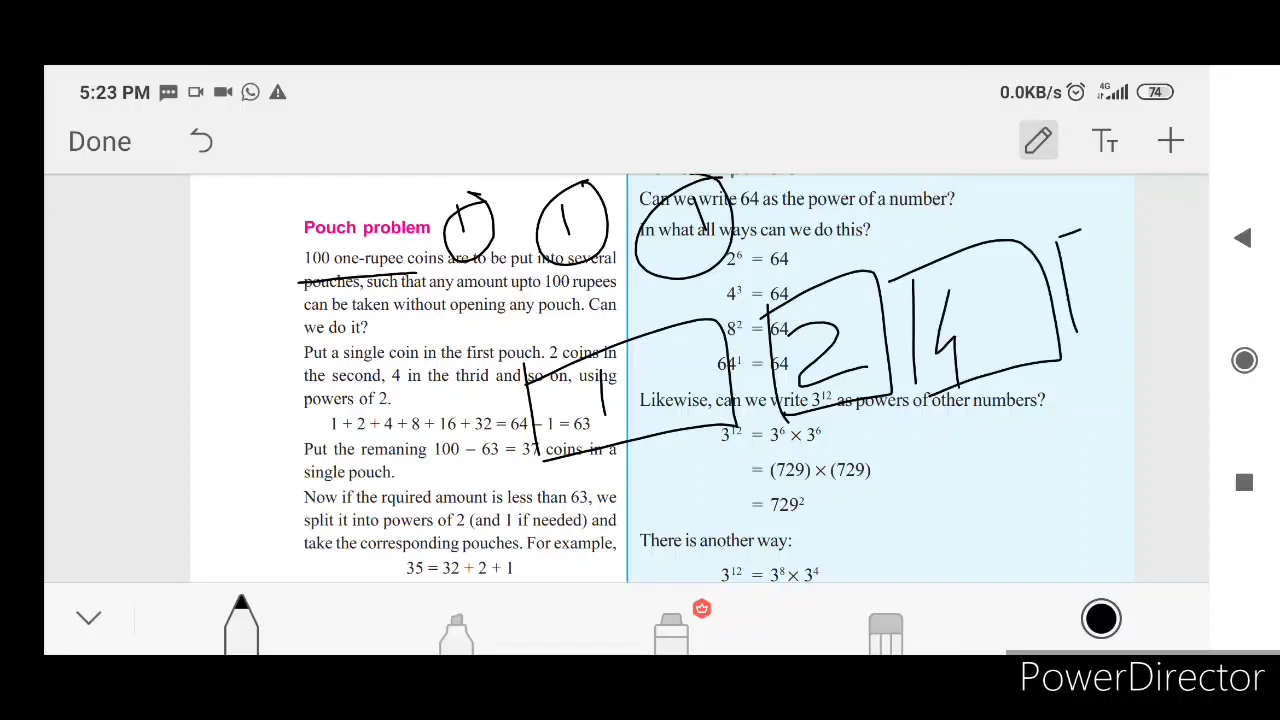 5:23 PM
0.0KB/s 4G 74
Done
TT
Pouch problem
100 one-rupee coins are to be put into several
pouches, such that any amount upto 100 rupees
can be taken without opening any pouch. Can
we do it?
Put a single coin in the first pouch. 2 coins in
the second, 4 in the thrid and so on, using
powers of 2.
1 + 2 + 4 + 8 + 16 + 32 = 64 – 1 = 63
Put the remaning 100 – 63 = 37 coins in a
single pouch.
Now if the rquired amount is less than 63, we
split it into powers of 2 (and 1 if needed) and
take the corresponding pouches. For example,
35 = 32 + 2 + 1
Can we write 64 as the power of a number?
In what all ways can we do this?
2⁶ = 64
4³ = 64
8² = 64
64¹ = 64
Likewise, can we write 3¹² as powers of other numbers?
3¹² = 3⁶ × 3⁶
= (729) × (729)
= 729²
There is another way:
3¹² = 3⁸ × 3⁴
1 1 1
1 2 4
PowerDirector